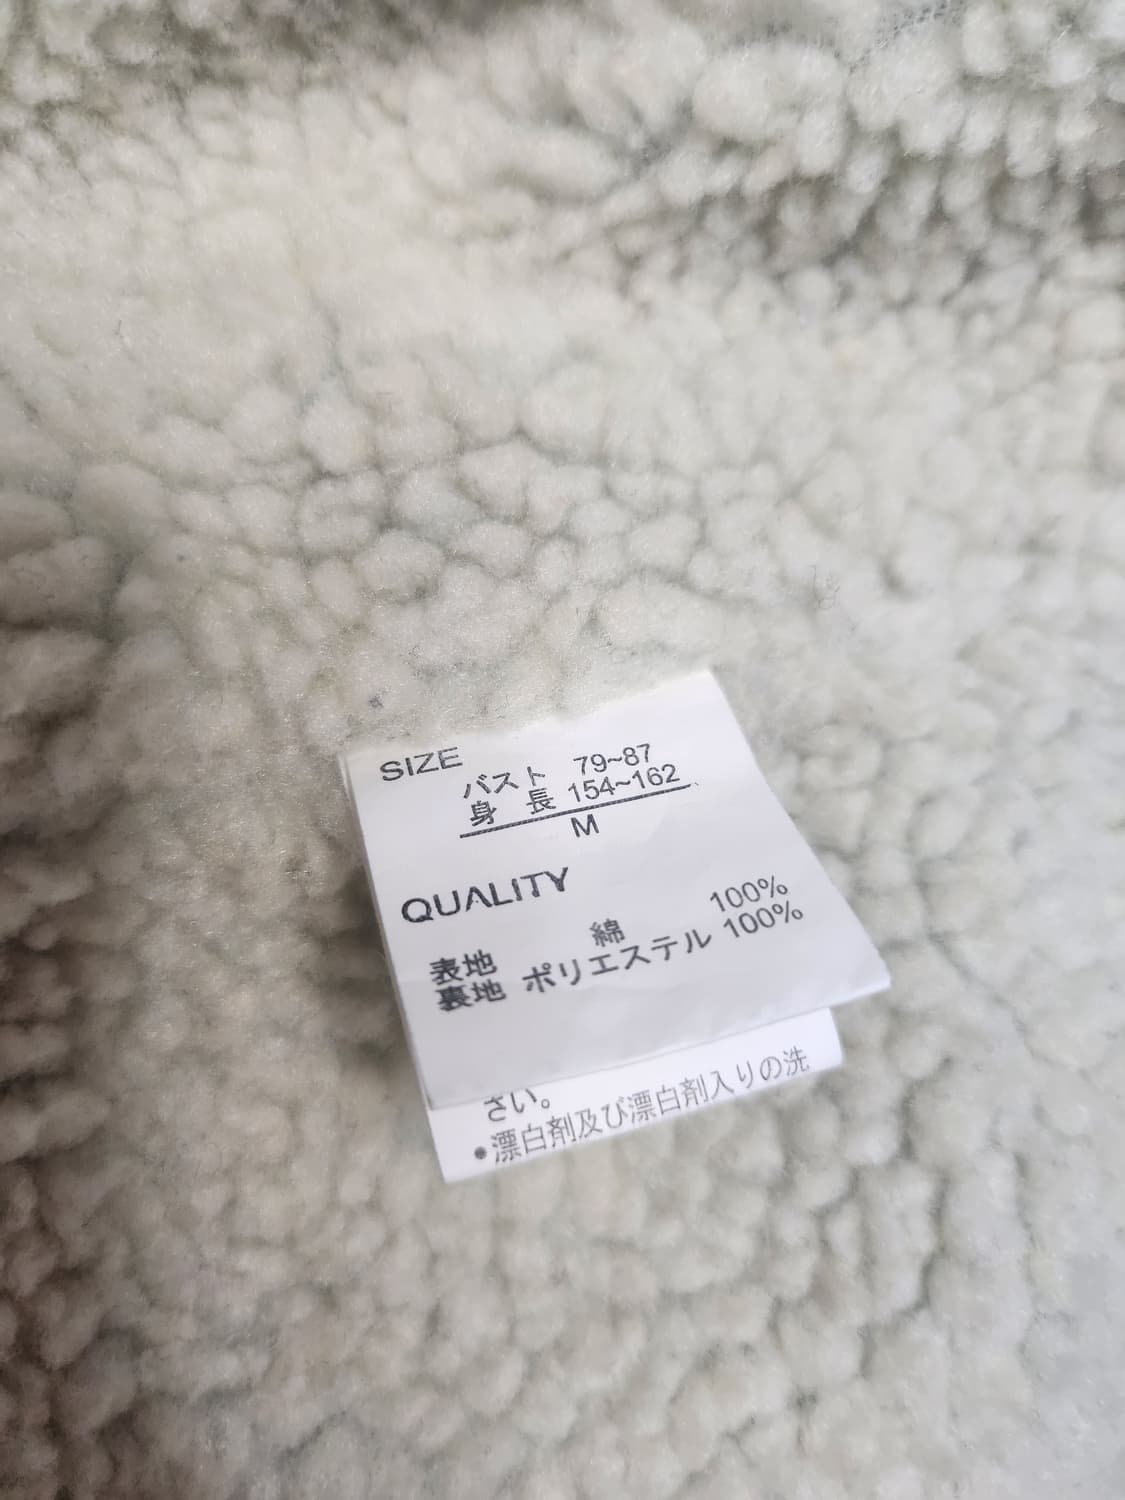 SIZE
バスト 79~87
身 長 154~162
M
QUALITY
表地 綿 100%
裏地 ポリエステル 100%
さい。
●漂白剤及び漂白剤入りの洗